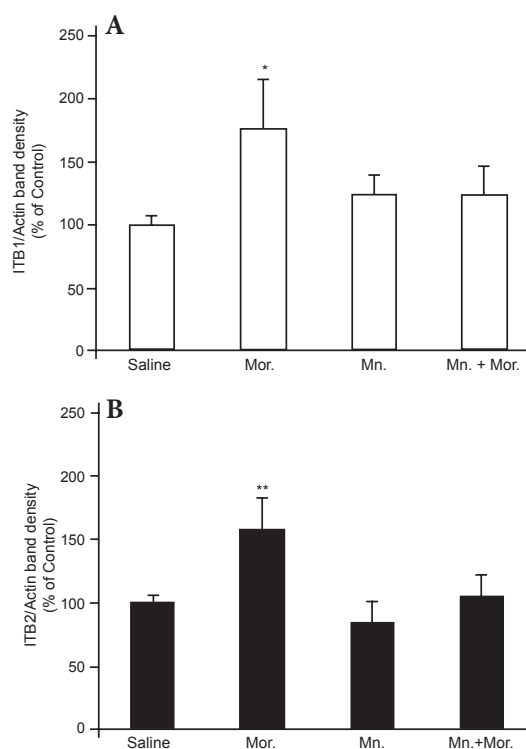 A
250
200
150
100
50
0
ITB1/Actin band density
(% of Control)
*
Saline Mor. Mn. Mn. + Mor.
B
250
200
150
100
50
0
ITB2/Actin band density
(% of Control)
**
Saline Mor. Mn. Mn.+Mor.